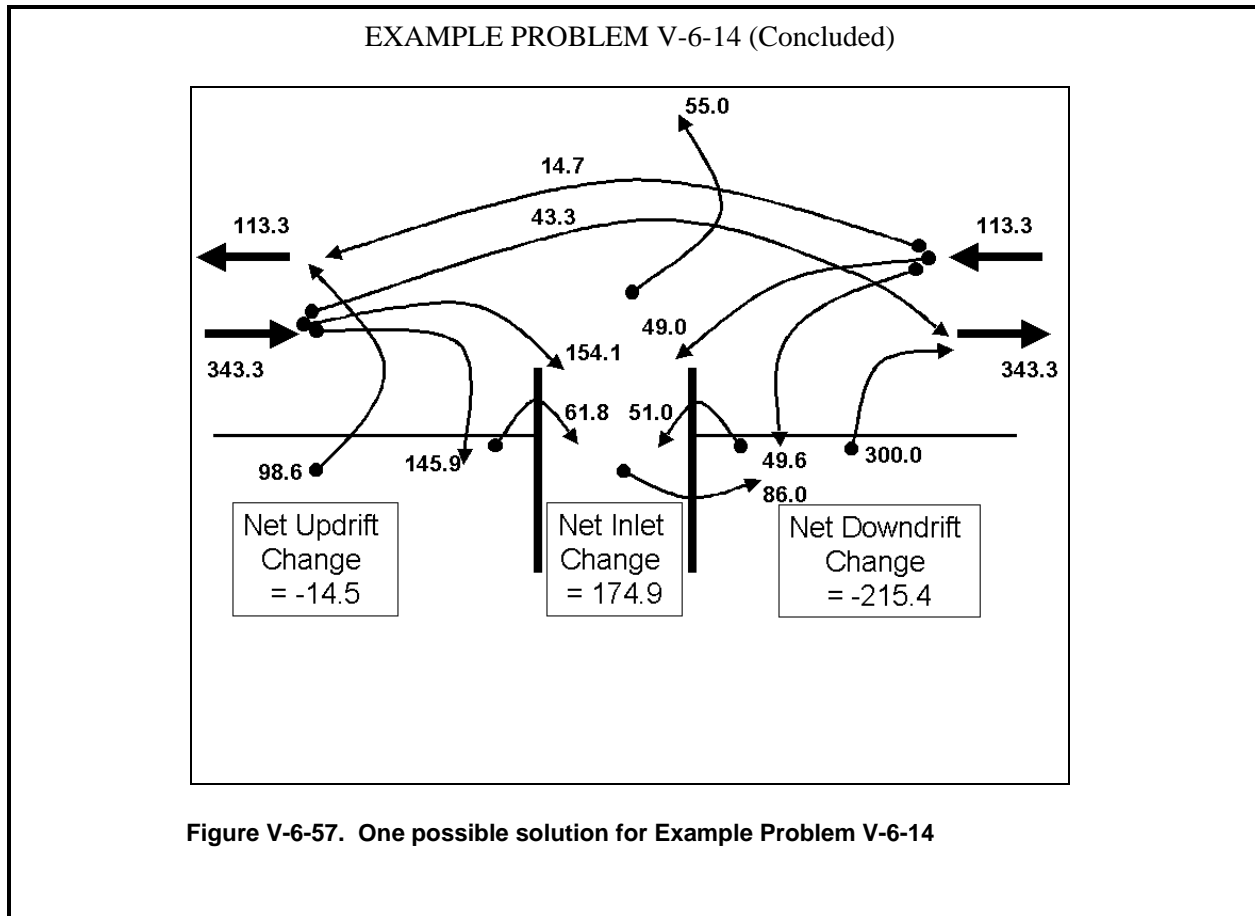 EXAMPLE PROBLEM V-6-14 (Concluded)
55.0
14.7
43.3
113.3
113.3
49.0
154.1
343.3
343.3
61.8
51.0
98.6
145.9
49.6
300.0
86.0
Net Updrift
Change
= -14.5
Net Inlet
Change
= 174.9
Net Downdrift
Change
= -215.4
Figure V-6-57. One possible solution for Example Problem V-6-14